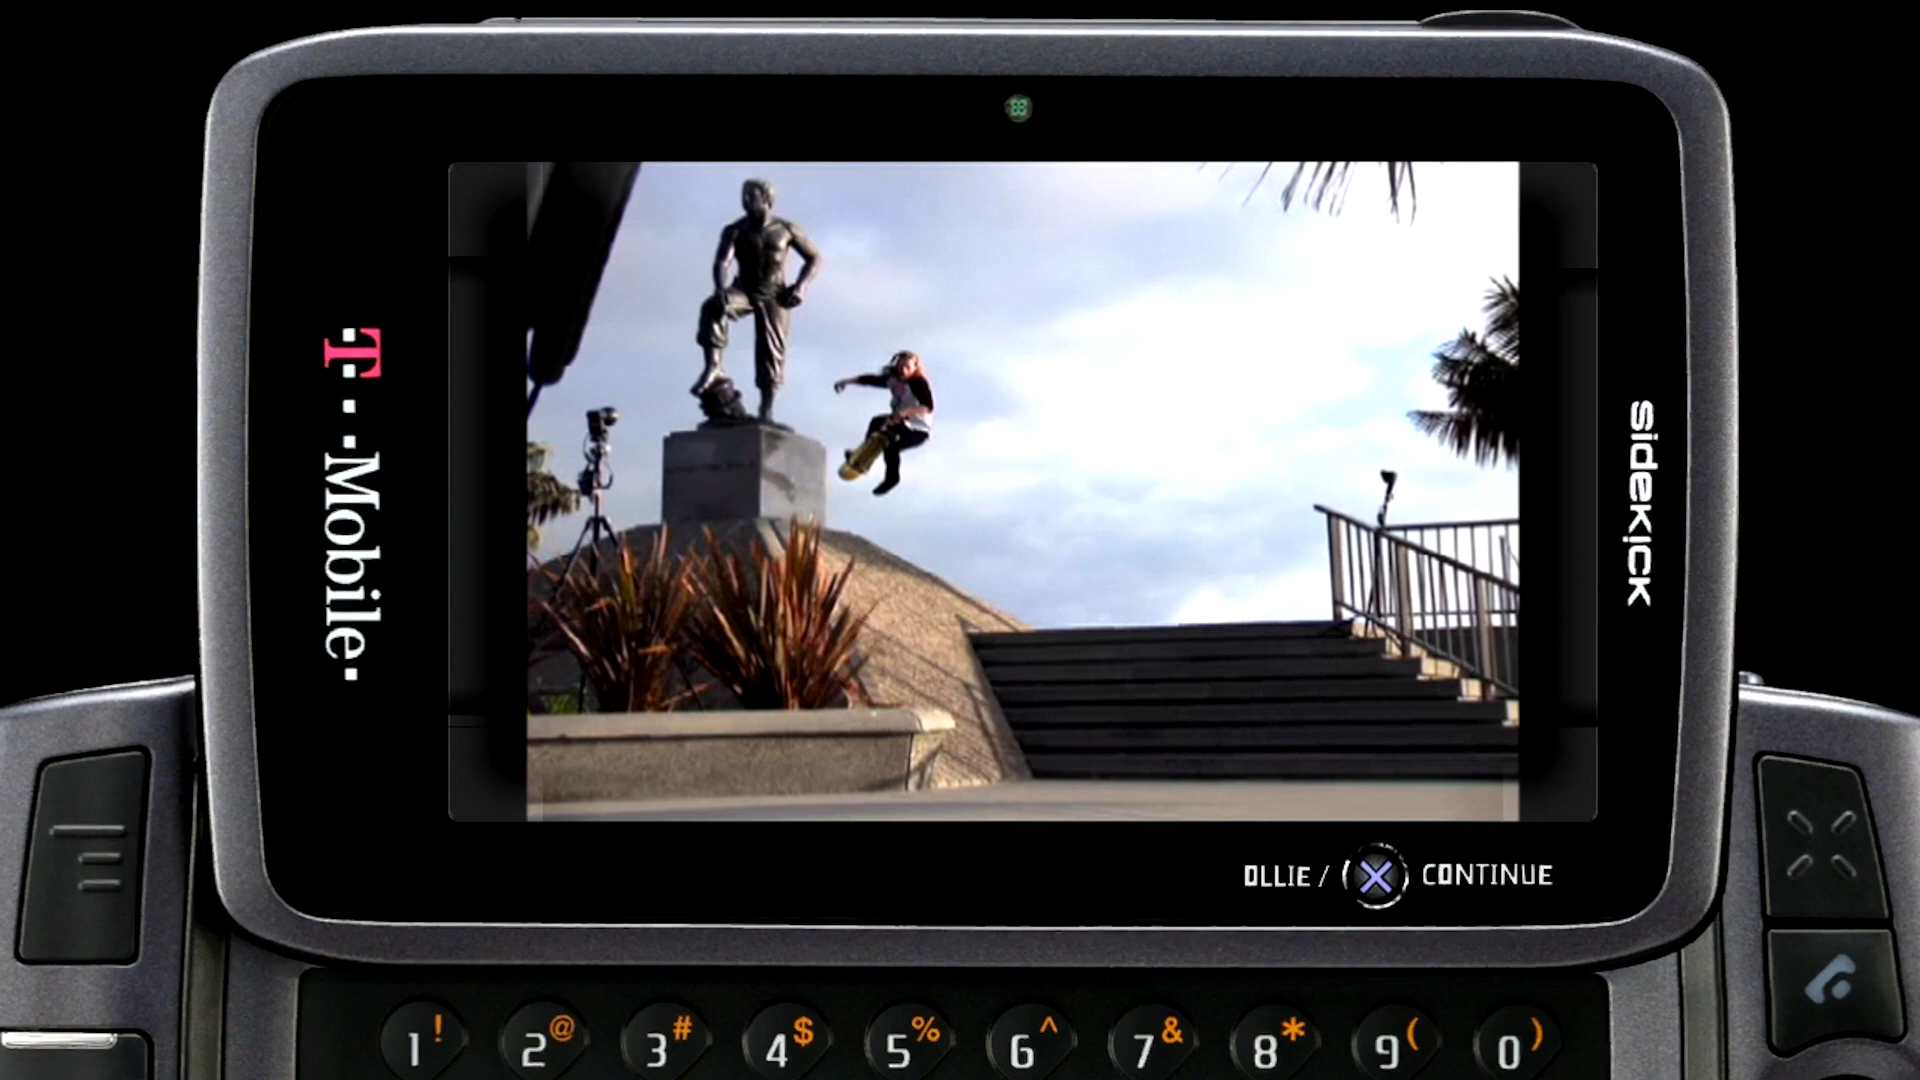 T··Mobile·
sidekick
OLLIE / CONTINUE
1! 2@ 3# 4$ 5% 6^ 7& 8* 9( 0)